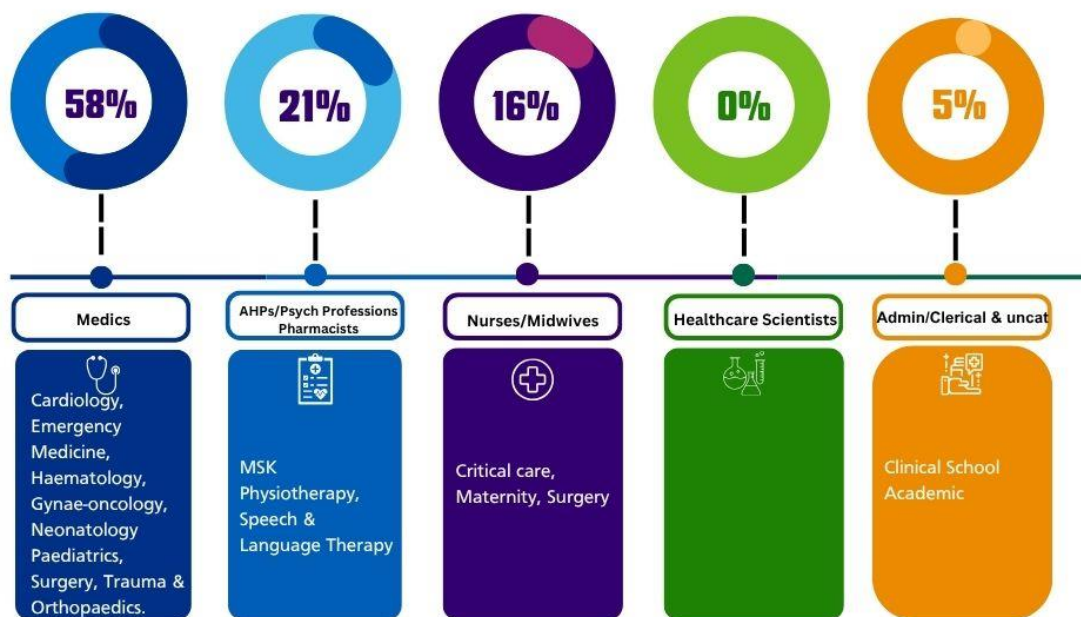 58%
21%
16%
0%
5%
Medics
AHPs/Psych Professions
Pharmacists
Nurses/Midwives
Healthcare Scientists
Admin/Clerical & uncat
Cardiology,
Emergency
Medicine,
Haematology,
Gynae-oncology,
Neonatology
Paediatrics,
Surgery, Trauma &
Orthopaedics.
MSK
Physiotherapy,
Speech &
Language Therapy
Critical care,
Maternity, Surgery
Clinical School
Academic